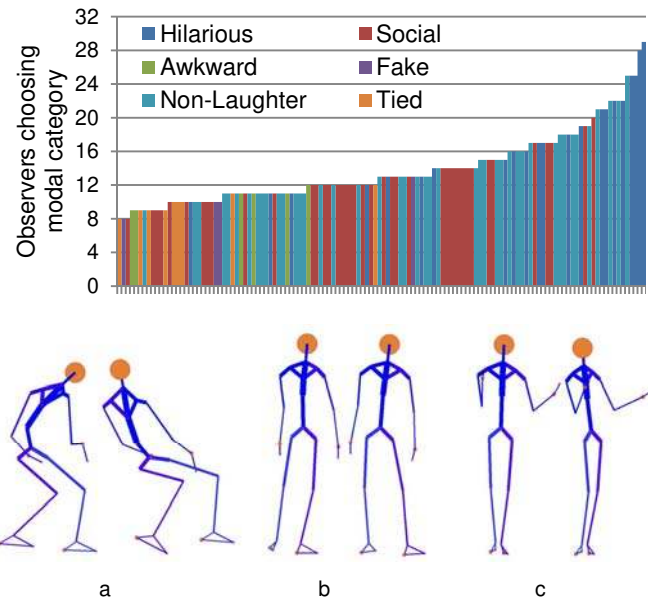 32
28
24
20
16
12
8
4
0
Observers choosing
modal category
Hilarious Social
Awkward Fake
Non-Laughter Tied
a b c